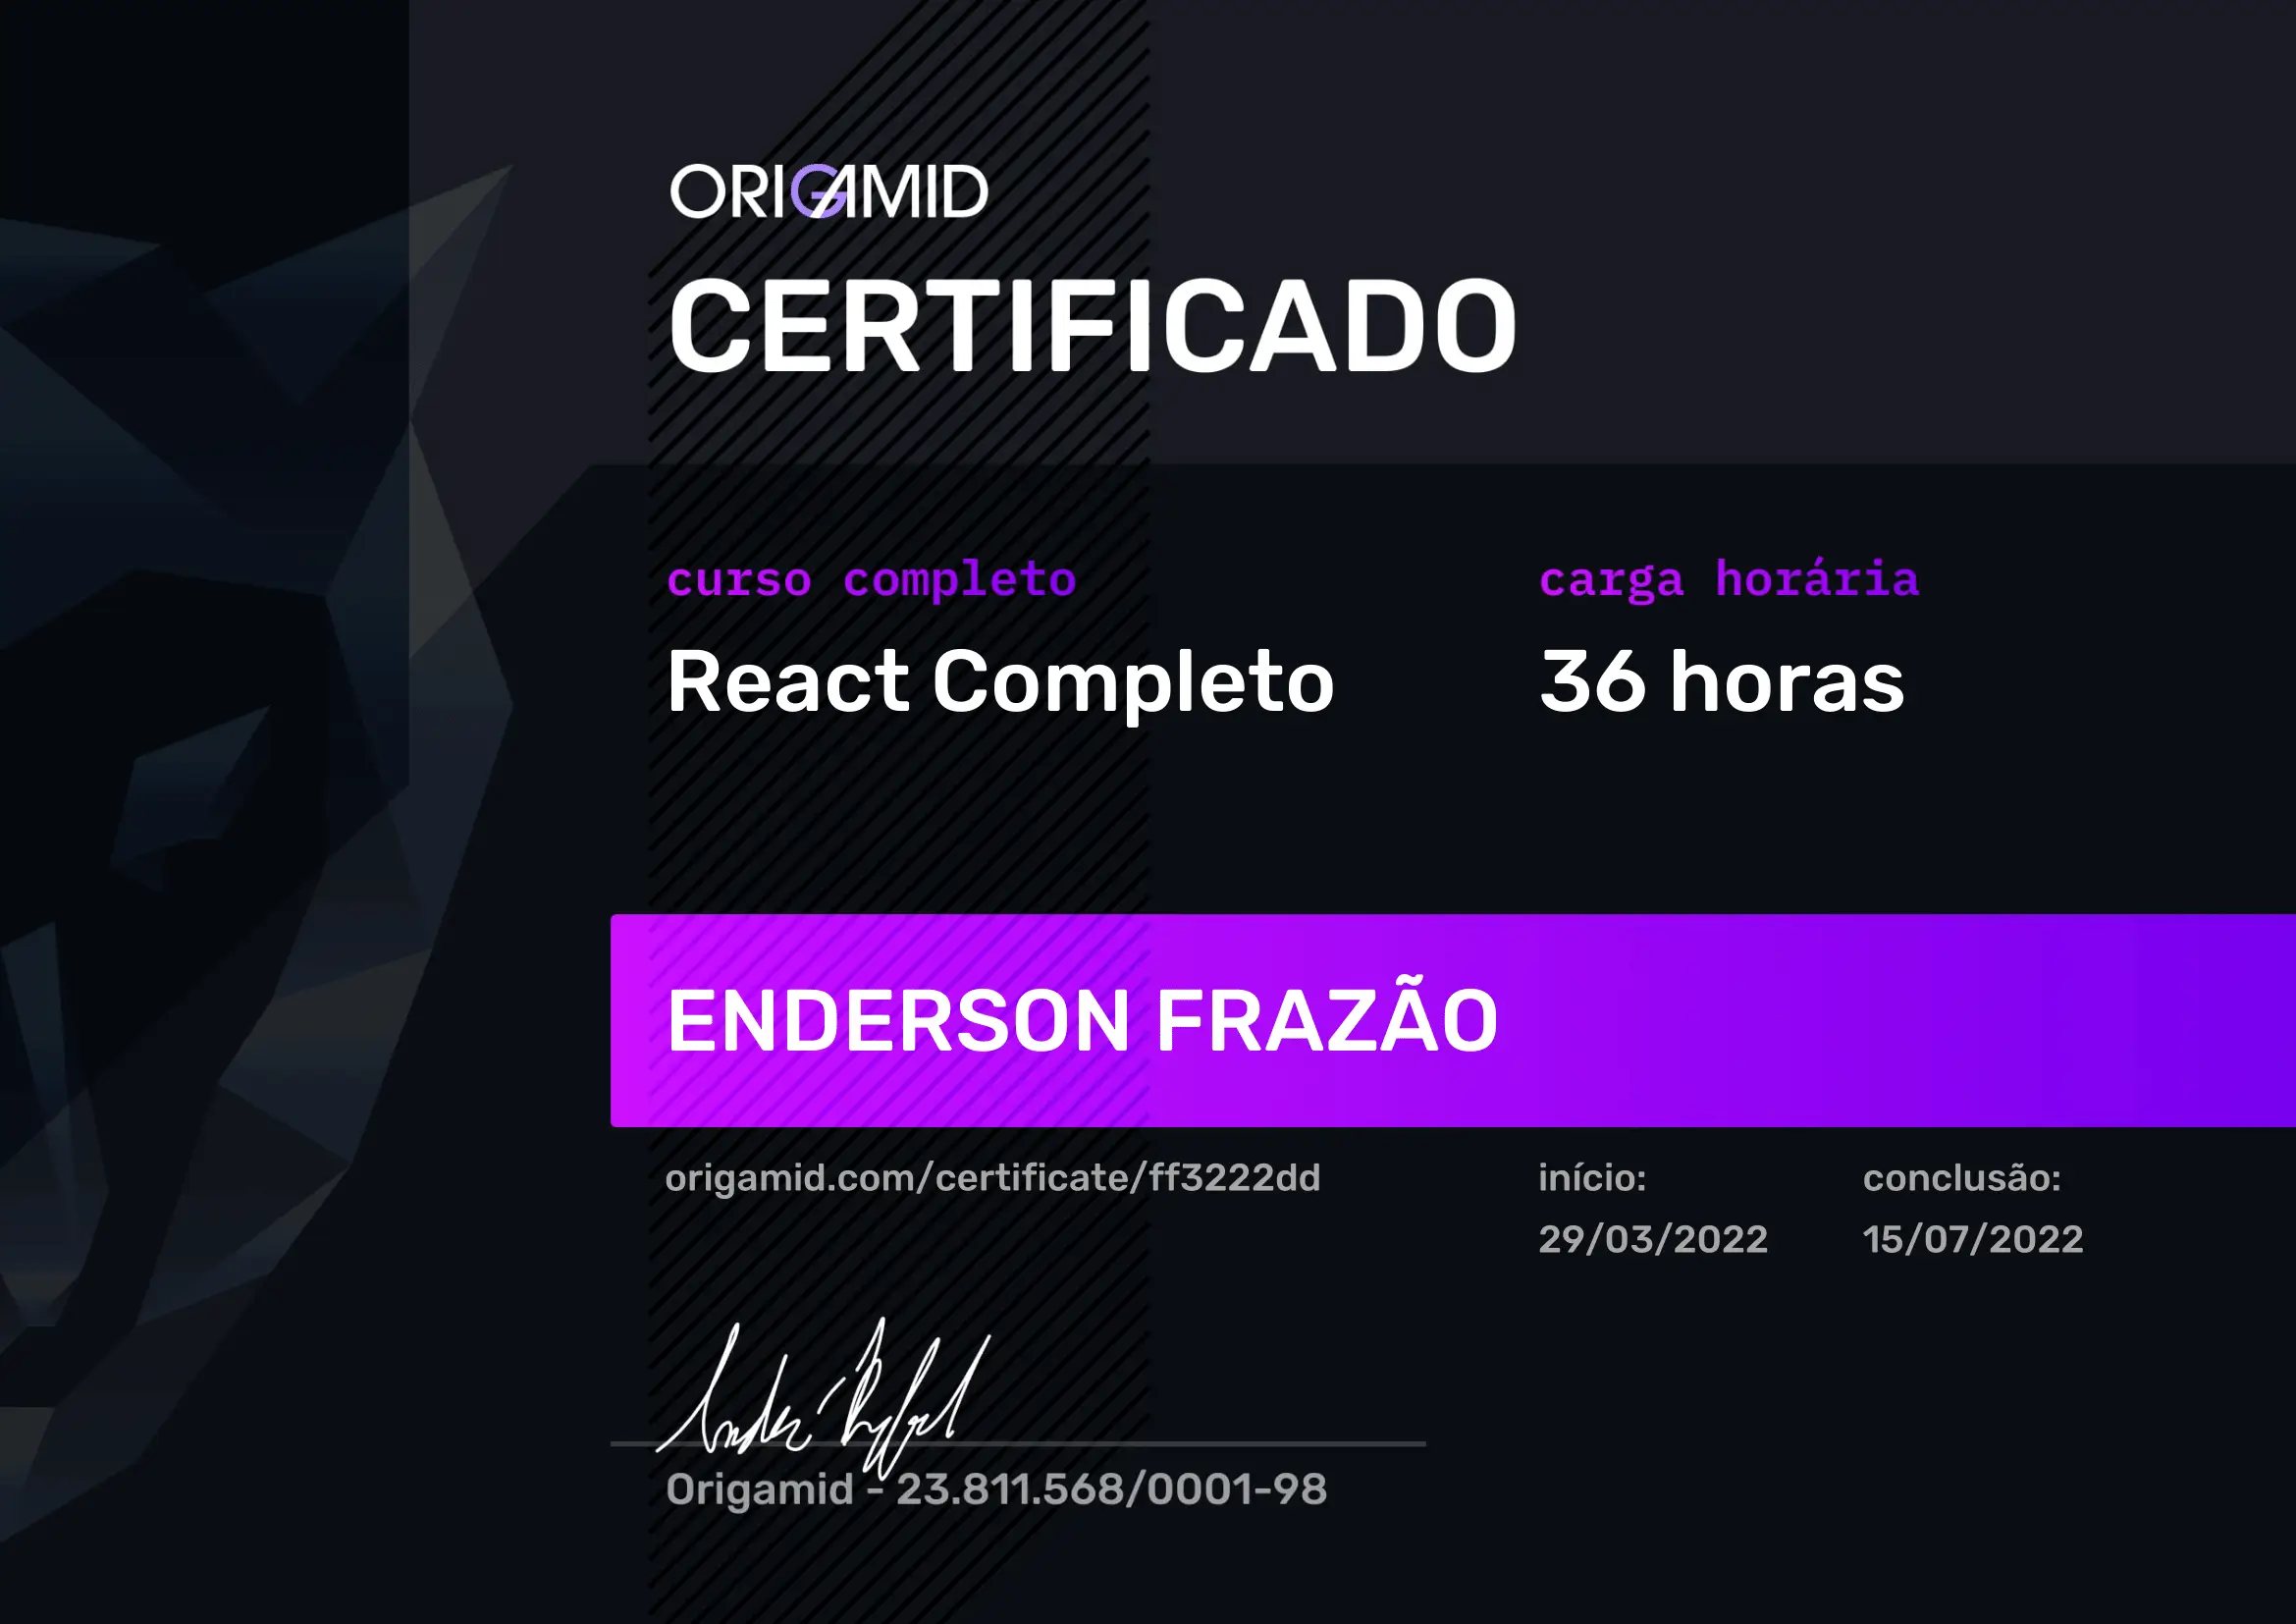 ORIGAMID
CERTIFICADO
curso completo
React Completo
carga horária
36 horas
ENDERSON FRAZÃO
origamid.com/certificate/ff3222dd
início:
29/03/2022
conclusão:
15/07/2022
Origamid - 23.811.568/0001-98